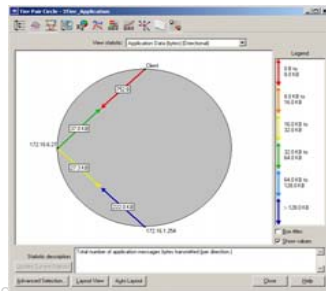 Tier Pair Circle - 3Tier_Application
View statistic: Application Data (bytes) (Directional)
Legend
Client
0 B to
8.0 KB
8.0 KB to
16.0 KB
16.0 KB to
32.0 KB
172.16.6.21
32.0 KB to
64.0 KB
64.0 KB to
128.0 KB
> 128.0 KB
172.16.1.254
Show values
Statistic description:
Total number of application messages bytes transmitted (per direction.)
Advanced Selection...
Layout View
Auto-Layout
Close
Help